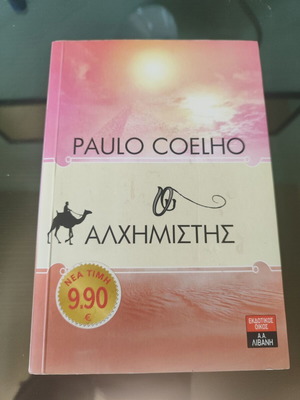 PAULO COELHO
Ο
ΑΛΧΗΜΙΣΤΗΣ
ΝΕΑ ΤΙΜΗ
9.90
€
ΕΚΔΟΤΙΚΟΣ
ΟΙΚΟΣ
Α.Α.
ΛΙΒΑΝΗ